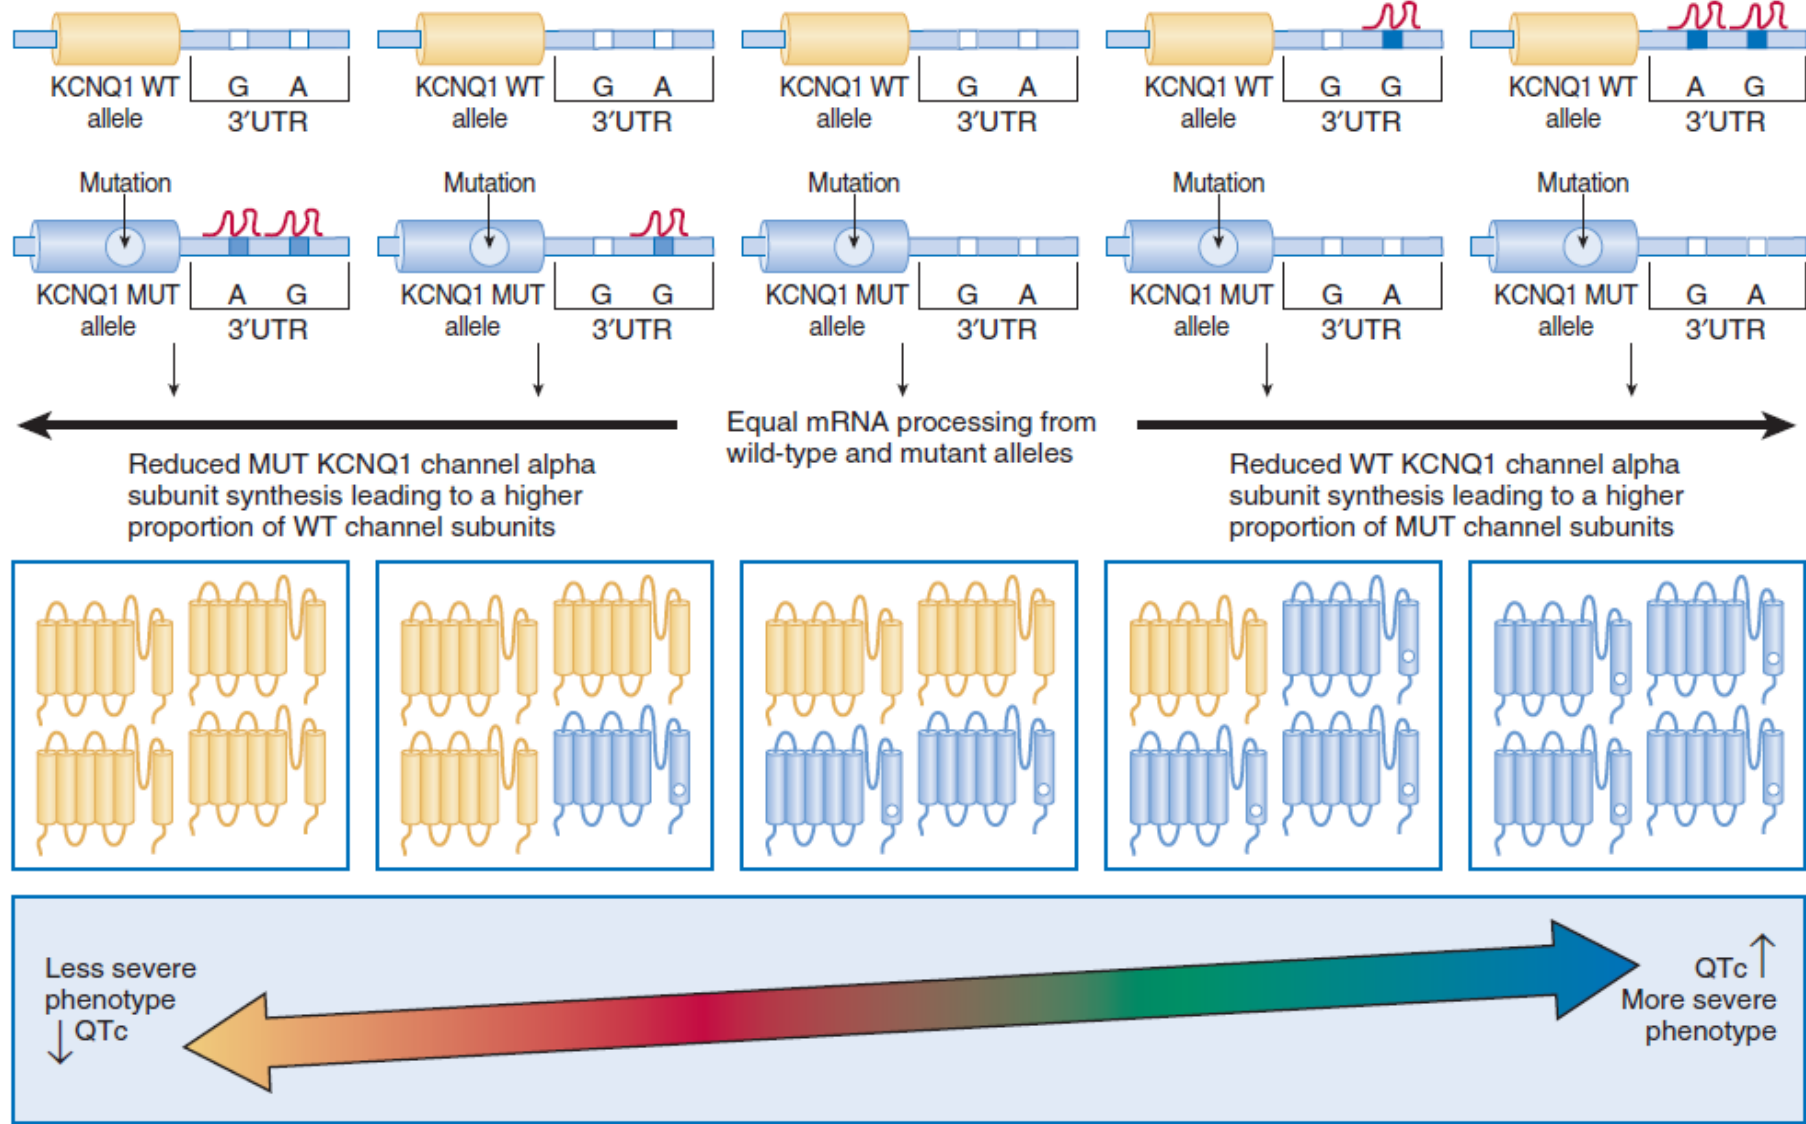 KCNQ1 WT
allele
G A
3′UTR
KCNQ1 WT
allele
G A
3′UTR
KCNQ1 WT
allele
G A
3′UTR
KCNQ1 WT
allele
G G
3′UTR
KCNQ1 WT
allele
A G
3′UTR
Mutation
KCNQ1 MUT
allele
A G
3′UTR
Mutation
KCNQ1 MUT
allele
G G
3′UTR
Mutation
KCNQ1 MUT
allele
G A
3′UTR
Mutation
KCNQ1 MUT
allele
G A
3′UTR
Mutation
KCNQ1 MUT
allele
G A
3′UTR
Equal mRNA processing from
wild-type and mutant alleles
Reduced MUT KCNQ1 channel alpha
subunit synthesis leading to a higher
proportion of WT channel subunits
Reduced WT KCNQ1 channel alpha
subunit synthesis leading to a higher
proportion of MUT channel subunits
Less severe
phenotype
↓ QTc
QTc ↑
More severe
phenotype